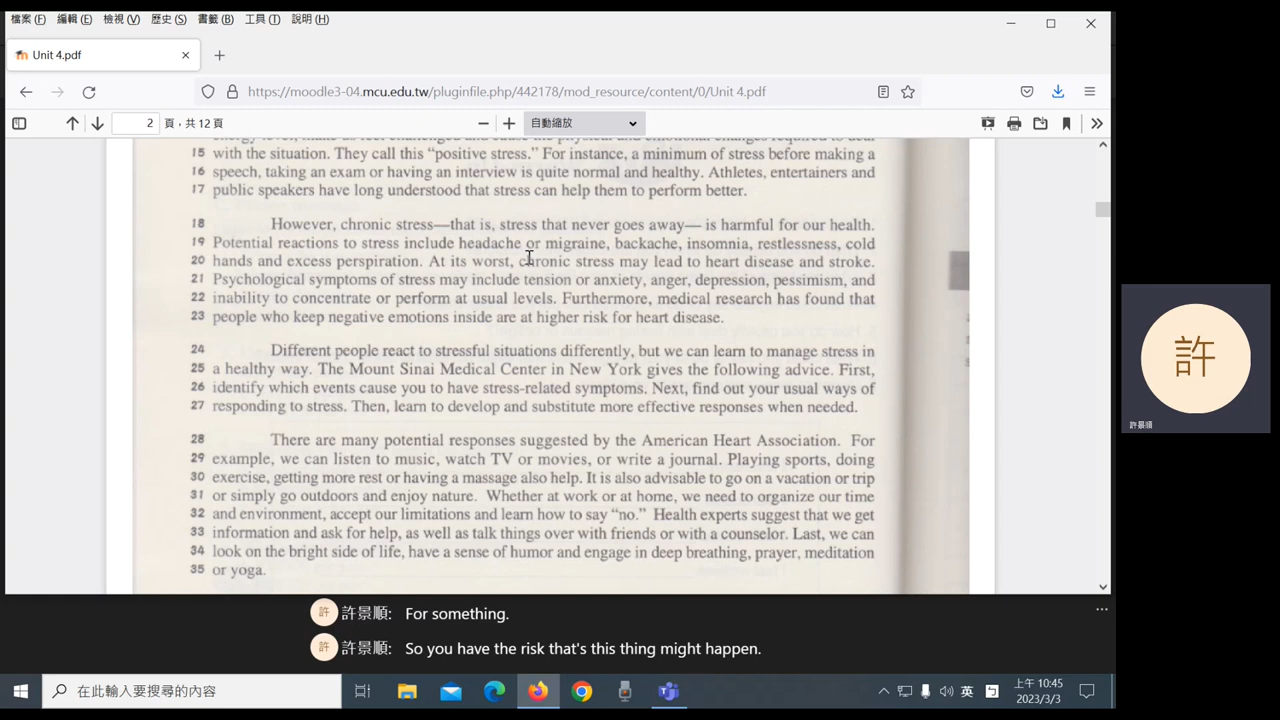 檔案 (F) 編輯 (E) 檢視 (V) 歷史 (S) 書籤 (B) 工具 (T) 說明 (H)
Unit 4.pdf
https://moodle3-04.mcu.edu.tw/pluginfile.php/442178/mod_resource/content/0/Unit 4.pdf
2 頁，共 12 頁 自動縮放
15 with the situation. They call this “positive stress.” For instance, a minimum of stress before making a
16 speech, taking an exam or having an interview is quite normal and healthy. Athletes, entertainers and
17 public speakers have long understood that stress can help them to perform better.
18 However, chronic stress—that is, stress that never goes away— is harmful for our health.
19 Potential reactions to stress include headache or migraine, backache, insomnia, restlessness, cold
20 hands and excess perspiration. At its worst, chronic stress may lead to heart disease and stroke.
21 Psychological symptoms of stress may include tension or anxiety, anger, depression, pessimism, and
22 inability to concentrate or perform at usual levels. Furthermore, medical research has found that
23 people who keep negative emotions inside are at higher risk for heart disease.
24 Different people react to stressful situations differently, but we can learn to manage stress in
25 a healthy way. The Mount Sinai Medical Center in New York gives the following advice. First,
26 identify which events cause you to have stress-related symptoms. Next, find out your usual ways of
27 responding to stress. Then, learn to develop and substitute more effective responses when needed.
28 There are many potential responses suggested by the American Heart Association. For
29 example, we can listen to music, watch TV or movies, or write a journal. Playing sports, doing
30 exercise, getting more rest or having a massage also help. It is also advisable to go on a vacation or trip
31 or simply go outdoors and enjoy nature. Whether at work or at home, we need to organize our time
32 and environment, accept our limitations and learn how to say “no.” Health experts suggest that we get
33 information and ask for help, as well as talk things over with friends or with a counselor. Last, we can
34 look on the bright side of life, have a sense of humor and engage in deep breathing, prayer, meditation
35 or yoga.
許
許景順
許 許景順: For something.
許 許景順: So you have the risk that's this thing might happen.
在此輸入要搜尋的內容
英
上午 10:45
2023/3/3